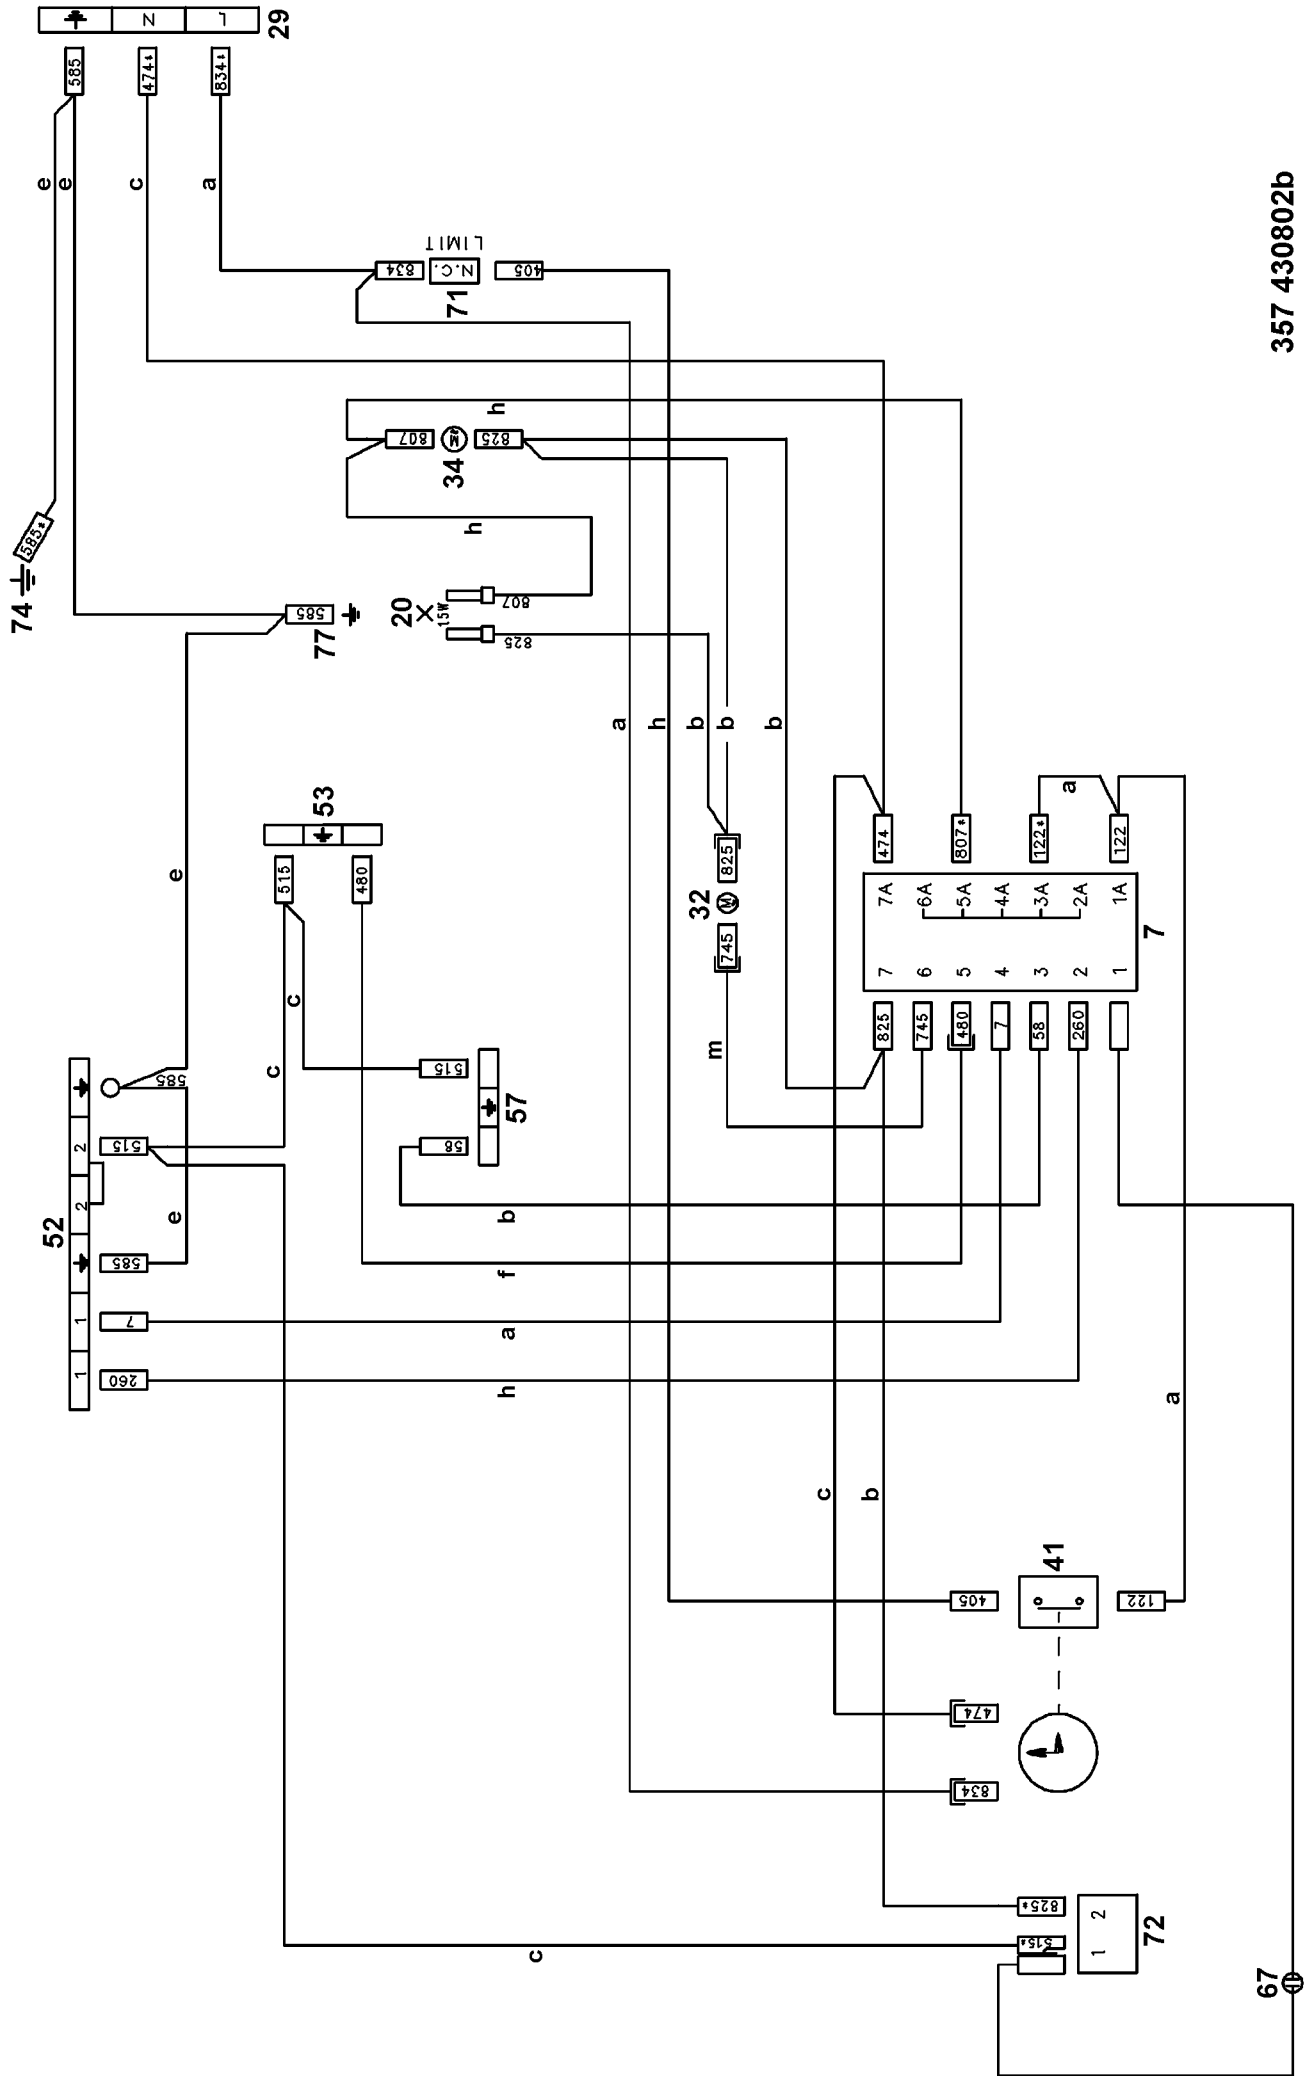 L
N
29
585
474*
834*
e
e
c
a
LIMIT
834
N.C.
405
71
357 430802b
h
807
M
825
34
h
74
585*
585
77
20
15W
807
825
a
h
b
b
b
53
515
480
e
c
c
32
825
M
745
m
a
474
807*
122*
122
7A
6A
5A
4A
3A
2A
1A
7
6
5
4
3
2
1
7
825
745
480
7
58
260
585
515
58
57
52
2
2
1
1
515
585
7
260
e
b
f
a
h
c
b
a
41
405
122
474
834
825*
515*
1 2
72
c
67